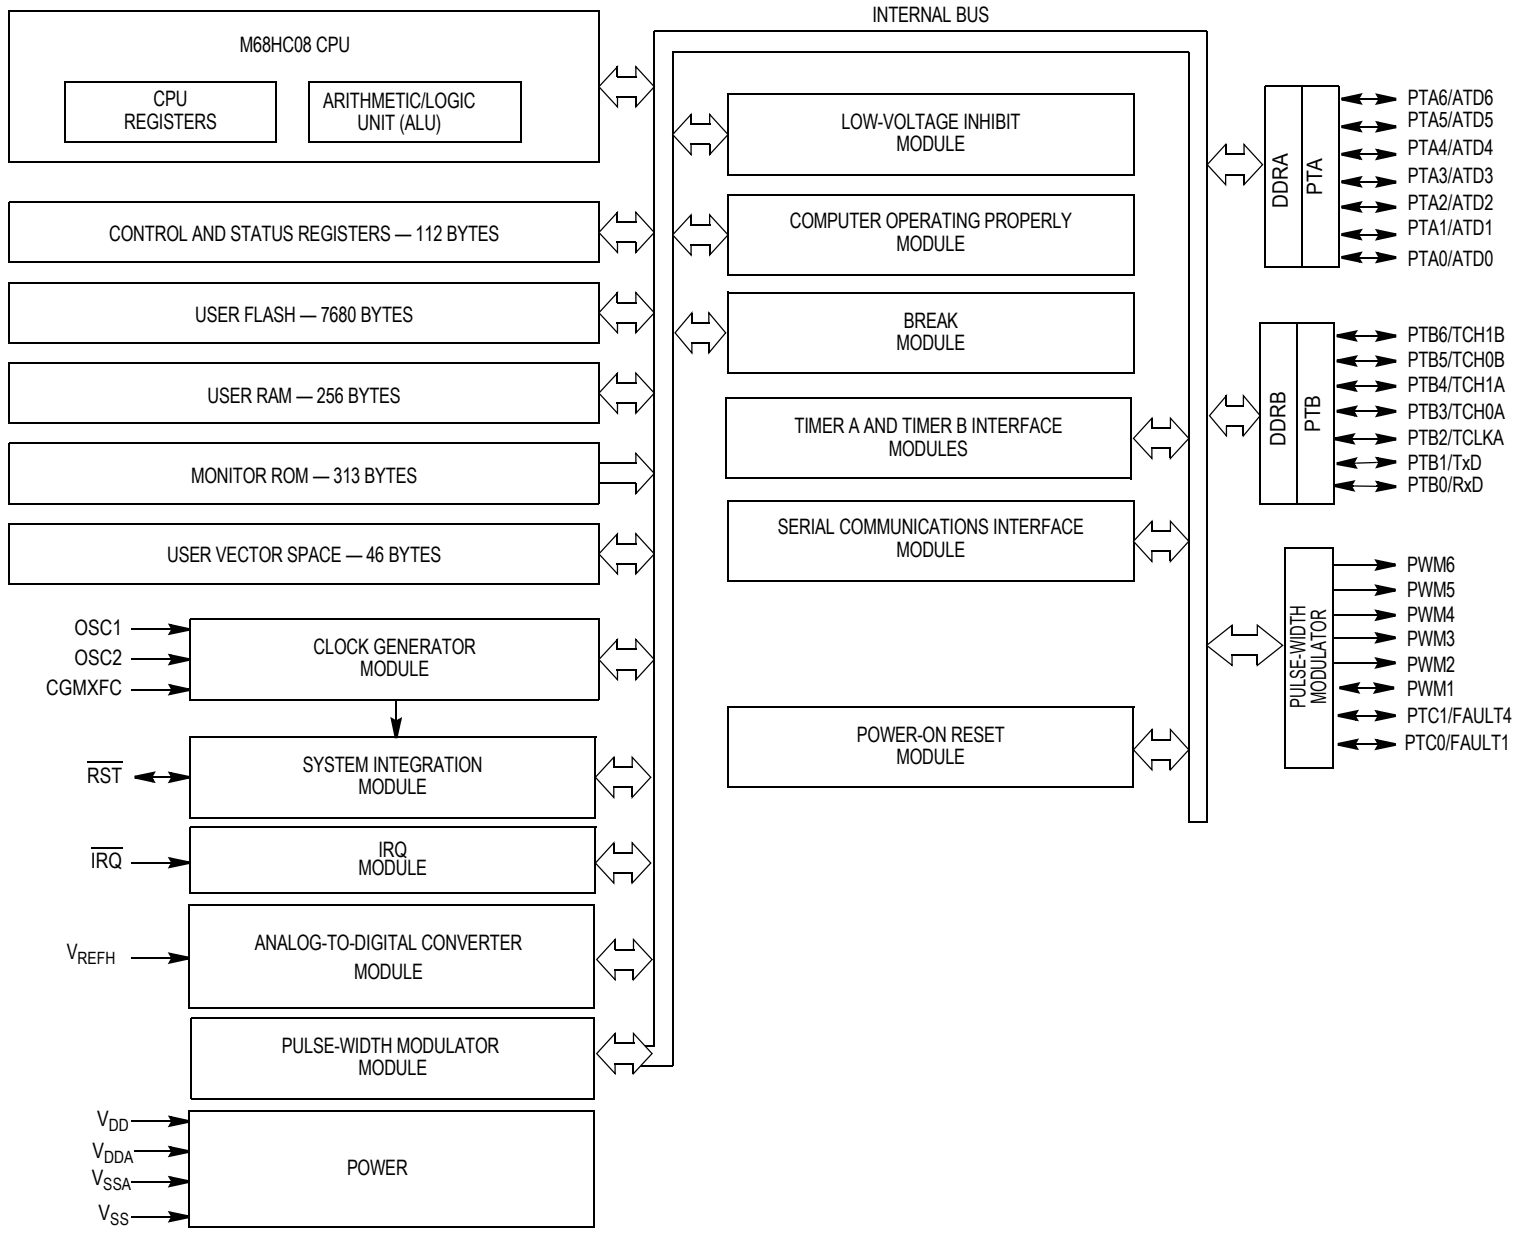 INTERNAL BUS
M68HC08 CPU
CPU
REGISTERS
ARITHMETIC/LOGIC
UNIT (ALU)
CONTROL AND STATUS REGISTERS — 112 BYTES
USER FLASH — 7680 BYTES
USER RAM — 256 BYTES
MONITOR ROM — 313 BYTES
USER VECTOR SPACE — 46 BYTES
OSC1
OSC2
CGMXFC
CLOCK GENERATOR
MODULE
RST
SYSTEM INTEGRATION
MODULE
IRQ
IRQ
MODULE
VREFH
ANALOG-TO-DIGITAL CONVERTER
MODULE
PULSE-WIDTH MODULATOR
MODULE
VDD
VDDA
VSSA
VSS
POWER
LOW-VOLTAGE INHIBIT
MODULE
COMPUTER OPERATING PROPERLY
MODULE
BREAK
MODULE
TIMER A AND TIMER B INTERFACE
MODULES
SERIAL COMMUNICATIONS INTERFACE
MODULE
POWER-ON RESET
MODULE
DDRA
PTA
PTA6/ATD6
PTA5/ATD5
PTA4/ATD4
PTA3/ATD3
PTA2/ATD2
PTA1/ATD1
PTA0/ATD0
DDRB
PTB
PTB6/TCH1B
PTB5/TCH0B
PTB4/TCH1A
PTB3/TCH0A
PTB2/TCLKA
PTB1/TxD
PTB0/RxD
PULSE-WIDTH
MODULATOR
PWM6
PWM5
PWM4
PWM3
PWM2
PWM1
PTC1/FAULT4
PTC0/FAULT1